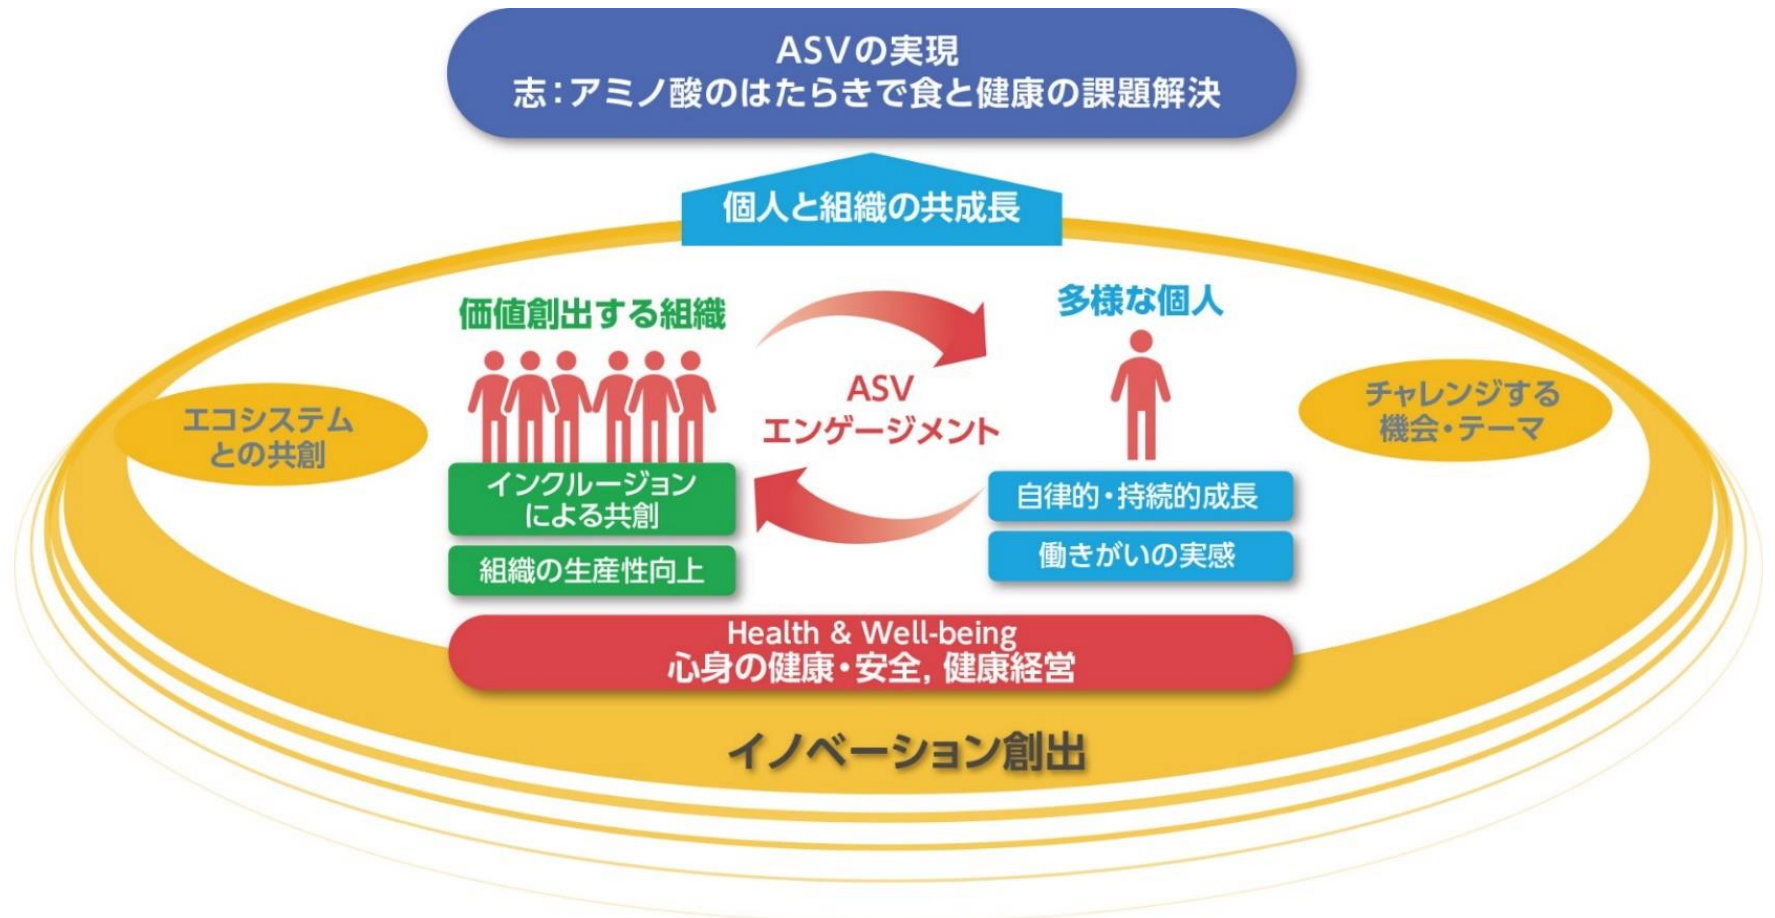 ASVの実現
志：アミノ酸のはたらきで食と健康の課題解決
個人と組織の共成長
価値創出する組織
多様な個人
ASV
エンゲージメント
エコシステム
との共創
チャレンジする
機会・テーマ
インクルージョン
による共創
組織の生産性向上
自律的・持続的成長
働きがいの実感
Health & Well-being
心身の健康・安全, 健康経営
イノベーション創出